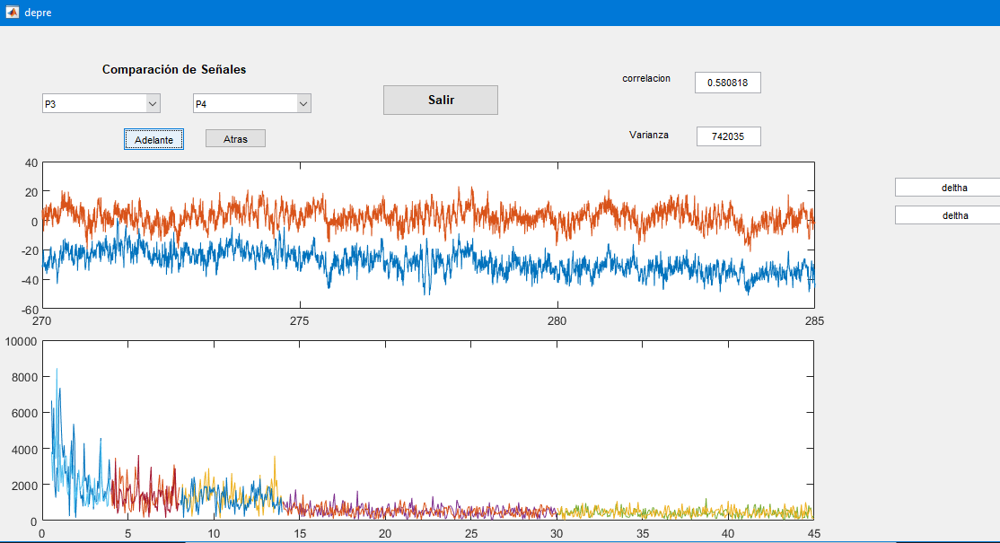 depre
Comparación de Señales
P3
P4
Salir
correlacion
0.580818
Adelante
Atras
Varianza
742035
deltha
deltha
40
20
0
-20
-40
-60
270
275
280
285
10000
8000
6000
4000
2000
0
0
5
10
15
20
25
30
35
40
45